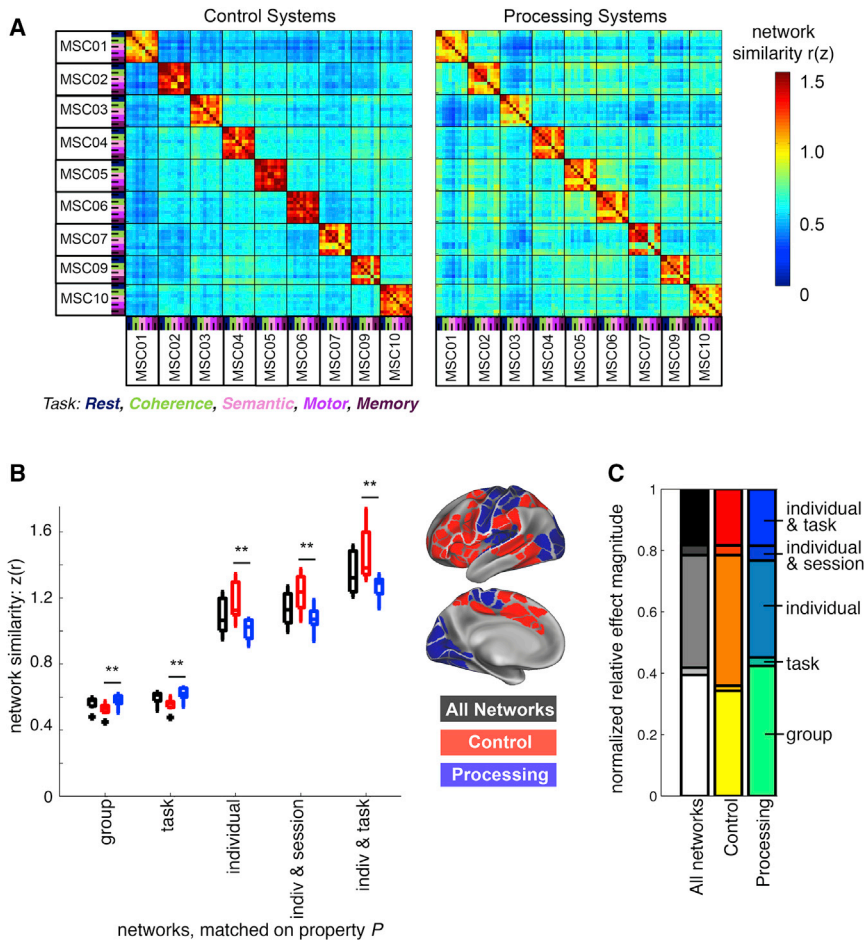 A
Control Systems
Processing Systems
network
similarity r(z)
MSC01
MSC02
MSC03
MSC04
MSC05
MSC06
MSC07
MSC09
MSC10
1.5
1.0
0.5
0
MSC01 MSC02 MSC03 MSC04 MSC05 MSC06 MSC07 MSC09 MSC10
MSC01 MSC02 MSC03 MSC04 MSC05 MSC06 MSC07 MSC09 MSC10
Task: Rest, Coherence, Semantic, Motor, Memory
B
network similarity: z(r)
1.6
1.2
0.8
0.4
0
**
**
**
**
**
group
task
individual
indiv & session
indiv & task
networks, matched on property P
All Networks
Control
Processing
C
normalized relative effect magnitude
1
0.8
0.6
0.4
0.2
0
individual
& task
individual
& session
individual
task
group
All networks
Control
Processing